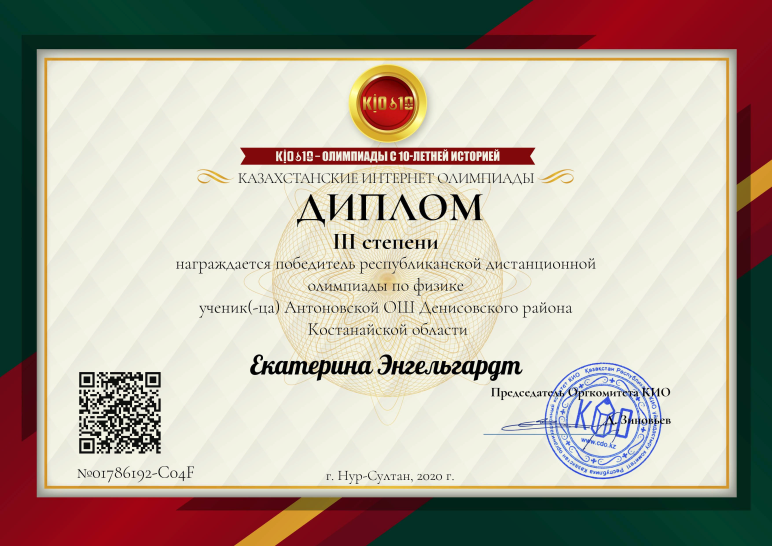 КІО 10
КІО 10 – ОЛИМПИАДЫ С 10-ЛЕТНЕЙ ИСТОРИЕЙ
КАЗАХСТАНСКИЕ ИНТЕРНЕТ ОЛИМПИАДЫ
ДИПЛОМ
III степени
награждается победитель республиканской дистанционной
олимпиады по физике
ученик(-ца) Антоновской ОШ Денисовского района
Костанайской области
Екатерина Энгельгардт
Председатель Оргкомитета КИО
Зиновьев
КІО
www.cdo.kz
№01786192-C04F
г. Нур-Султан, 2020 г.